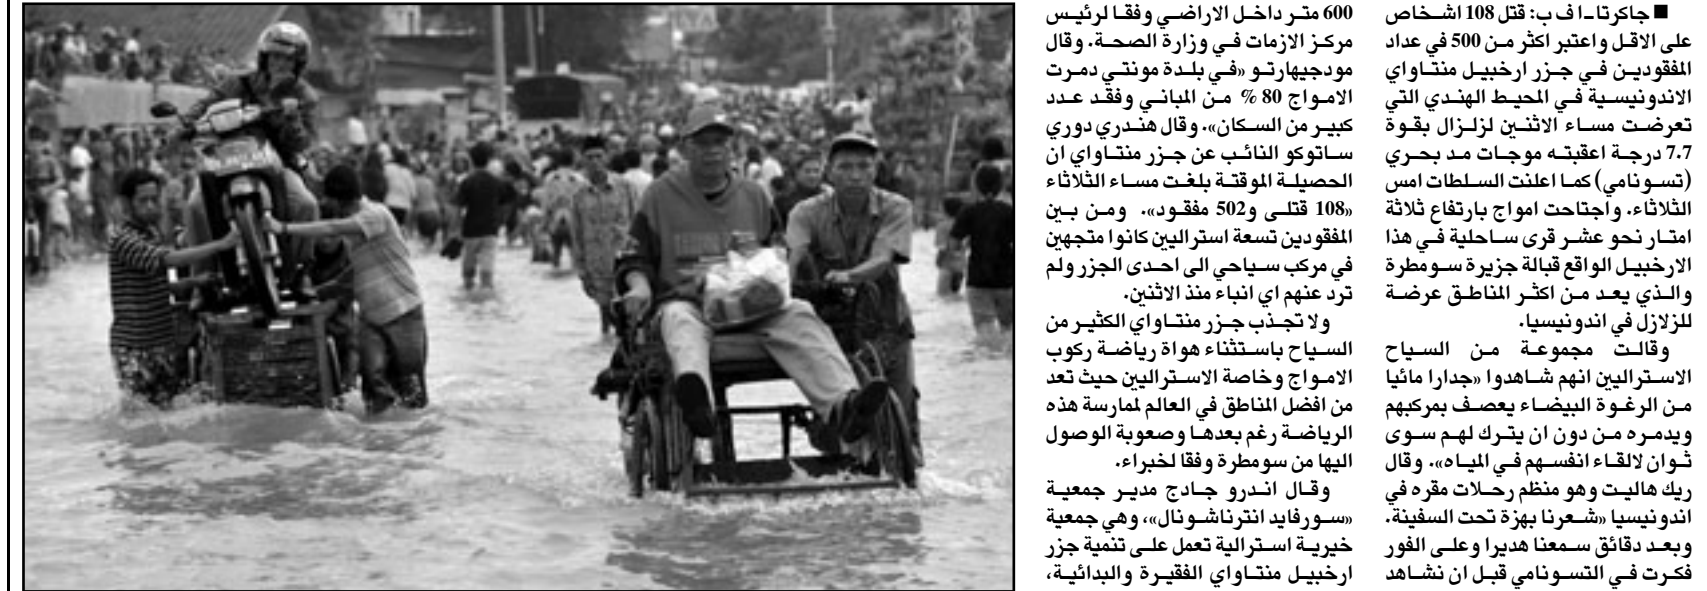 ■ جاكرتا ـ ا ف ب: قتل 108 اشخاص
على الاقل واعتبر اكثر من 500 في عداد
المفقودين في جزر ارخبيل منتاواي
الاندونيسية في المحيط الهندي التي
تعرضت مساء الاثنين لزلزال بقوة
7.7 درجة اعقبته موجات مد بحري
(تسونامي) كما اعلنت السلطات امس
الثلاثاء. واجتاحت امواج بارتفاع ثلاثة
امتار نحو عشر قرى ساحلية في هذا
الارخبيل الواقع قبالة جزيرة سومطرة
والذي يعد من اكثر المناطق عرضة
للزلازل في اندونيسيا.
وقالت مجموعة من السياح
الاستراليين انهم شاهدوا «جدارا مائيا
من الرغوة البيضاء يعصف بمركبهم
ويدمره من دون ان يترك لهم سوى
ثوان لالقاء انفسهم في المياه». وقال
ريك هاليت وهو منظم رحلات مقره في
اندونيسيا «شعرنا بهزة تحت السفينة.
وبعد دقائق سمعنا هديرا وعلى الفور
فكرت في التسونامي قبل ان نشاهد
600 متر داخل الاراضي وفقا لرئيس
مركز الازمات في وزارة الصحة. وقال
مودجيهارتو «في بلدة مونتي دمرت
الامواج 80 % من المباني وفقد عدد
كبير من السكان». وقال هندري دوري
ساتوكو النائب عن جزر منتاواي ان
الحصيلة الموقتة بلغت مساء الثلاثاء
«108 قتلى و502 مفقود». ومن بين
المفقودين تسعة استراليين كانوا متجهين
في مركب سياحي الى احدى الجزر ولم
ترد عنهم اي انباء منذ الاثنين.
ولا تجذب جزر منتاواي الكثير من
السياح باستثناء هواة رياضة ركوب
الامواج وخاصة الاستراليين حيث تعد
من افضل المناطق في العالم لممارسة هذه
الرياضة رغم بعدها وصعوبة الوصول
اليها من سومطرة وفقا لخبراء.
وقال اندرو جادج مدير جمعية
«سورفايد انترناشونال»، وهي جمعية
خيرية استرالية تعمل على تنمية جزر
ارخبيل منتاواي الفقيرة والبدائية،